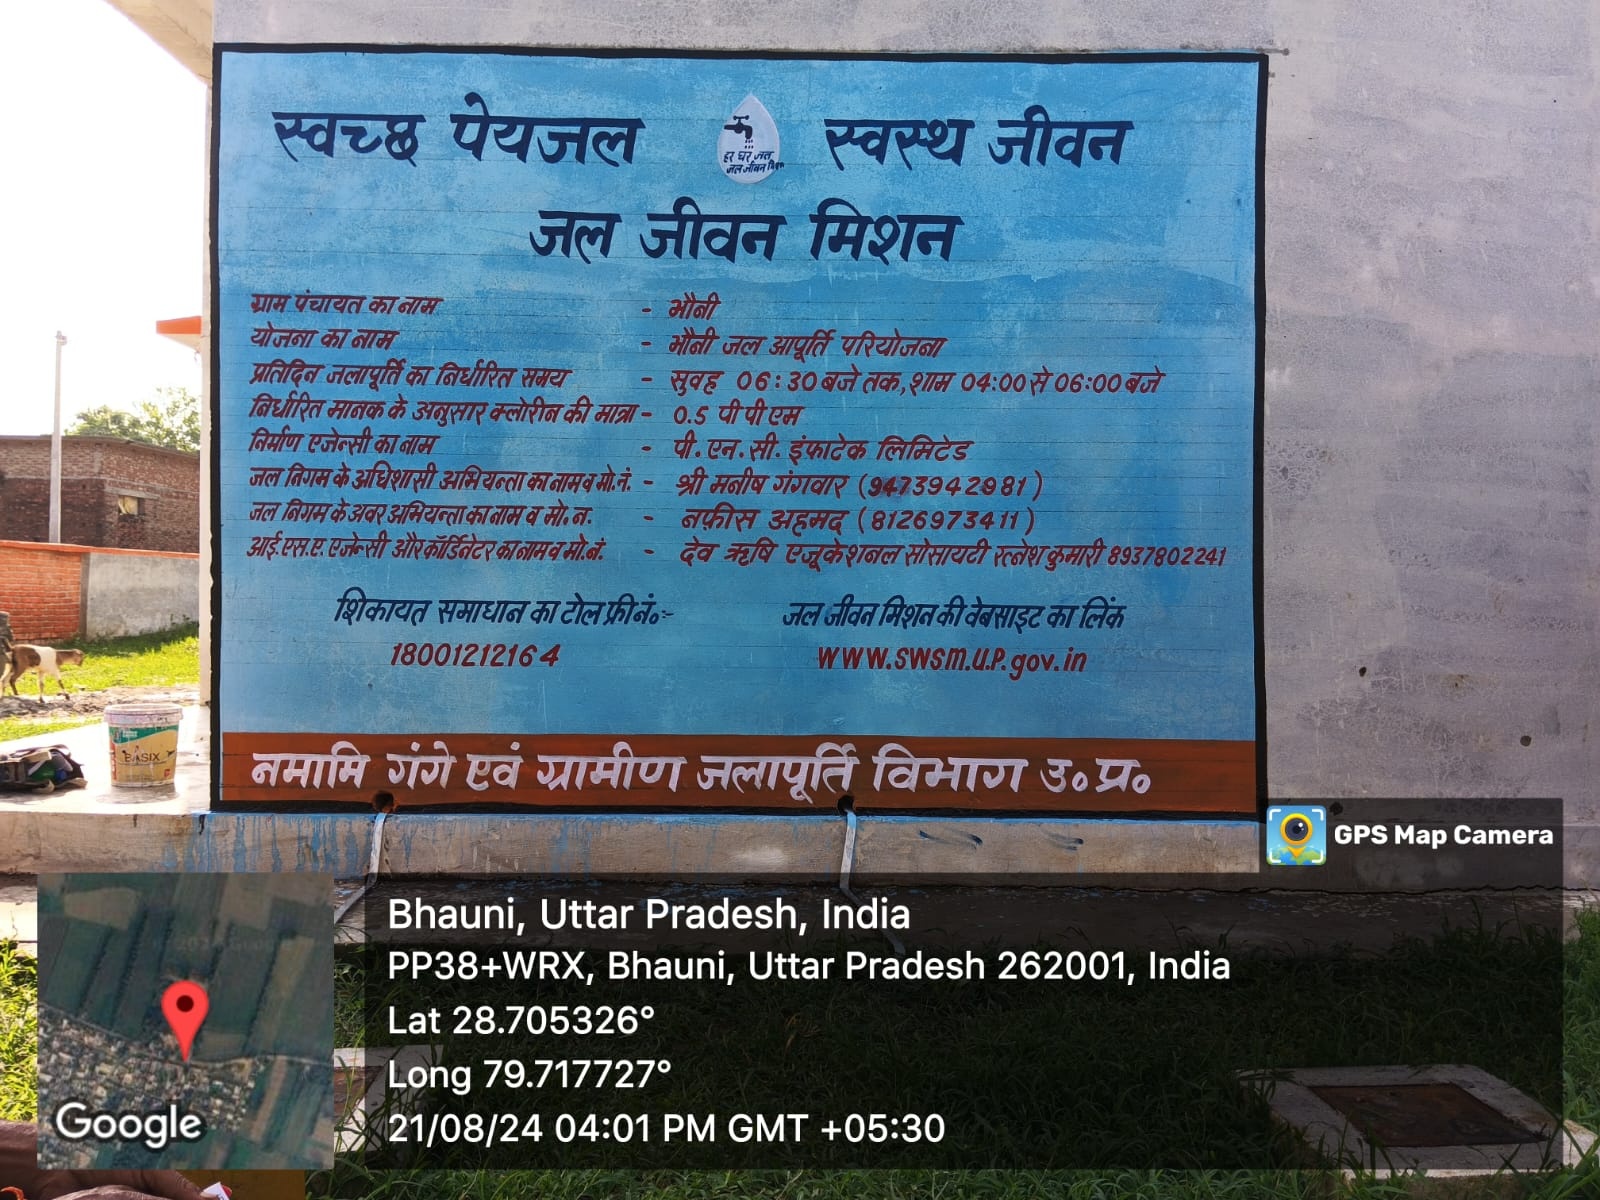 स्वच्छ पेयजल
हर घर जल
जल जीवन मिशन
स्वस्थ जीवन
जल जीवन मिशन
ग्राम पंचायत का नाम - भौनी
योजना का नाम - भौनी जल आपूर्ति परियोजना
प्रतिदिन जलापूर्ति का निर्धारित समय - सुवह 06:30 बजे तक, शाम 04:00 से 06:00 बजे
निर्धारित मानक के अनुसार क्लोरीन की मात्रा - 0.5 पी पी एम
निर्माण एजेन्सी का नाम - पी. एन. सी. इंफाटेक लिमिटेड
जल निगम के अधिशासी अभियन्ता का नाम व मो. नं. - श्री मनीष गंगवार (9473942981)
जल निगम के अवर अभियन्ता का नाम व मो. न. - नफ़ीस अहमद (8126973411)
आई. एस. ए. एजेन्सी और कॉर्डिनेटर का नाम व मो. नं. - देव ऋषि एजूकेशनल सोसायटी रत्नेश कुमारी 8937802241
शिकायत समाधान का टोल फ्री नं०:-
18001212164
जल जीवन मिशन की वेबसाइट का लिंक
www.swsm.u.p.gov.in
नमामि गंगे एवं ग्रामीण जलापूर्ति विभाग उ० प्र०
BASIX
GPS Map Camera
Bhauni, Uttar Pradesh, India
PP38+WRX, Bhauni, Uttar Pradesh 262001, India
Lat 28.705326°
Long 79.717727°
21/08/24 04:01 PM GMT +05:30
Google